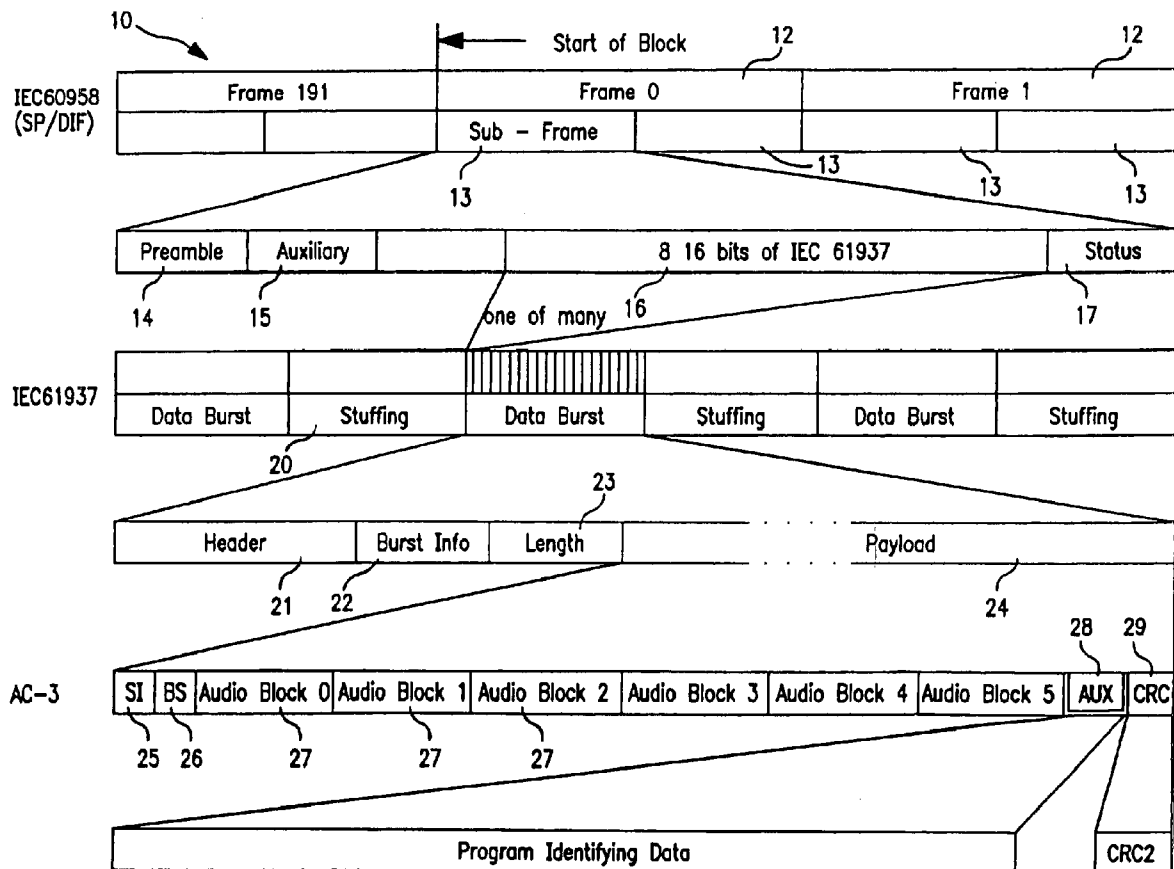 10
Start of Block
12
12
IEC60958
(SP/DIF)
Frame 191
Frame 0
Frame 1
Sub - Frame
13
13
13
13
Preamble
Auxiliary
8 16 bits of IEC 61937
Status
14
15
16
17
one of many
IEC61937
Data Burst
Stuffing
Data Burst
Stuffing
Data Burst
Stuffing
20
23
Header
Burst Info
Length
Payload
21
22
24
28
29
AC-3
SI
BS
Audio Block 0
Audio Block 1
Audio Block 2
Audio Block 3
Audio Block 4
Audio Block 5
AUX
CRC
25
26
27
27
27
Program Identifying Data
CRC2